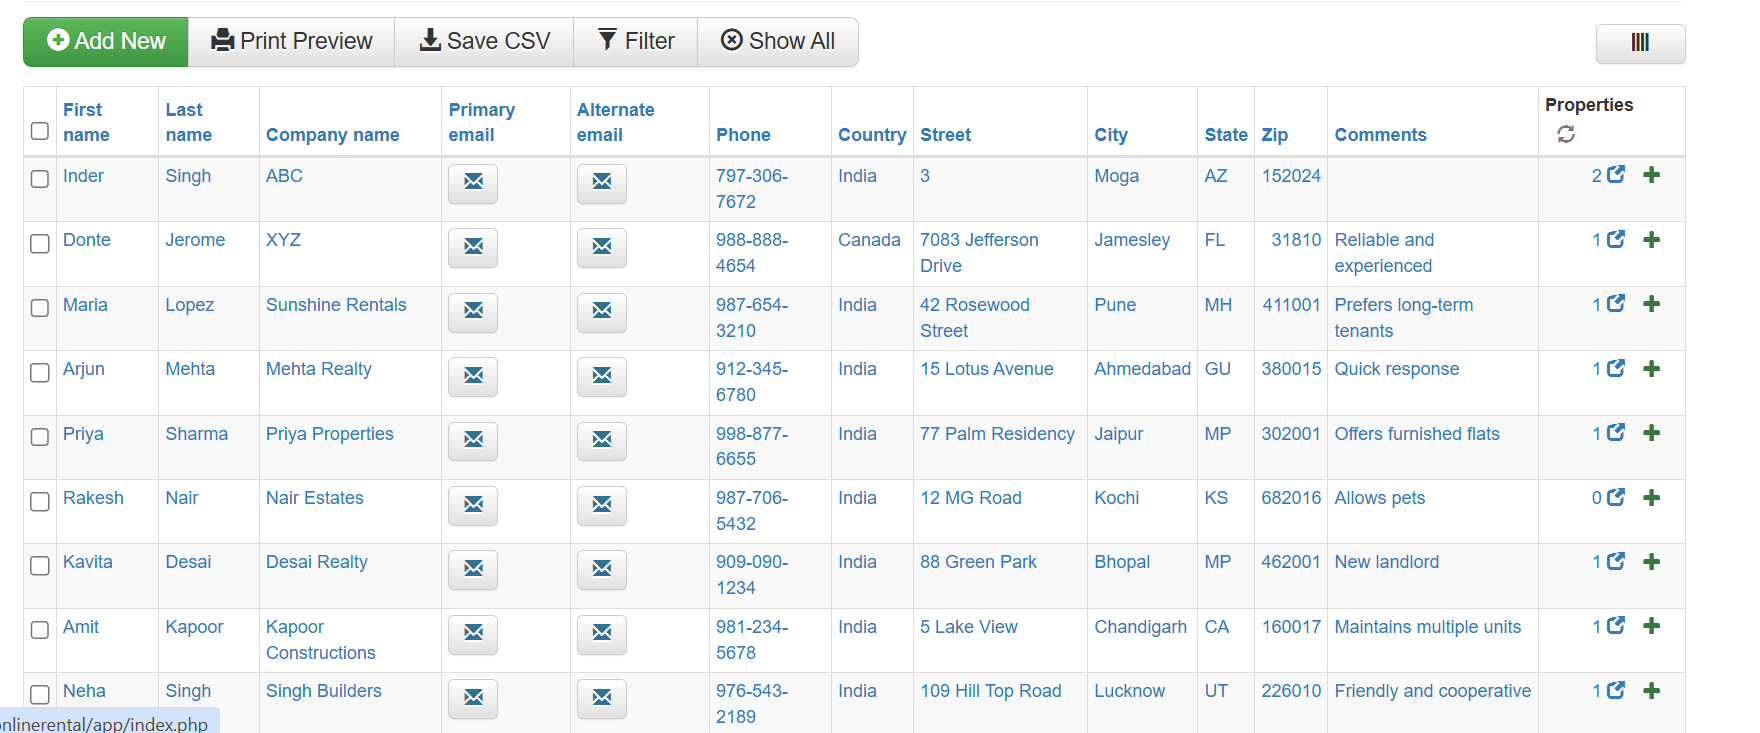 Add New Print Preview Save CSV Filter Show All
First name Last name Company name Primary email Alternate email Phone Country Street City State Zip Comments Properties
Inder Singh ABC 797-306-7672 India 3 Moga AZ 152024 2
Donte Jerome XYZ 988-888-4654 Canada 7083 Jefferson Drive Jamesley FL 31810 Reliable and experienced 1
Maria Lopez Sunshine Rentals 987-654-3210 India 42 Rosewood Street Pune MH 411001 Prefers long-term tenants 1
Arjun Mehta Mehta Realty 912-345-6780 India 15 Lotus Avenue Ahmedabad GU 380015 Quick response 1
Priya Sharma Priya Properties 998-877-6655 India 77 Palm Residency Jaipur MP 302001 Offers furnished flats 1
Rakesh Nair Nair Estates 987-706-5432 India 12 MG Road Kochi KS 682016 Allows pets 0
Kavita Desai Desai Realty 909-090-1234 India 88 Green Park Bhopal MP 462001 New landlord 1
Amit Kapoor Kapoor Constructions 981-234-5678 India 5 Lake View Chandigarh CA 160017 Maintains multiple units 1
Neha Singh Singh Builders 976-543-2189 India 109 Hill Top Road Lucknow UT 226010 Friendly and cooperative 1
onlinerental/app/index.php